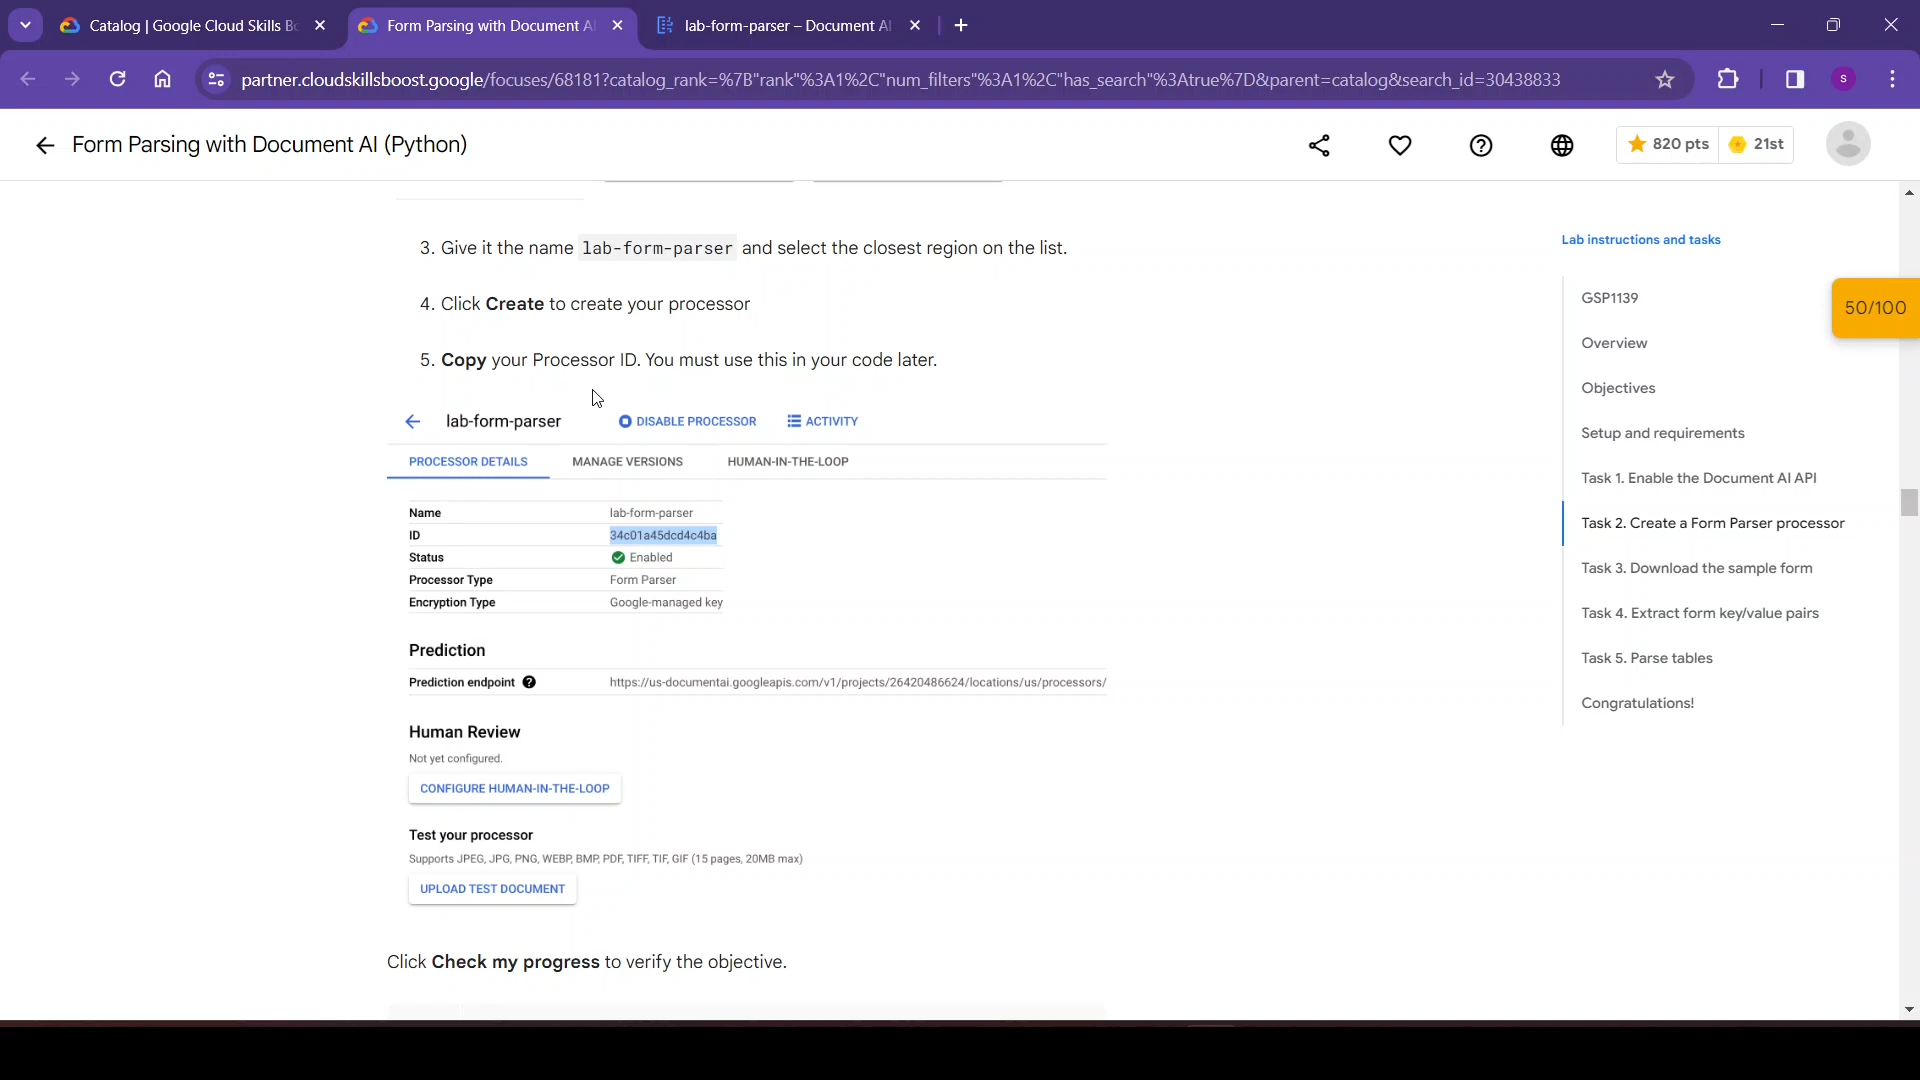 Catalog | Google Cloud Skills Bo
Form Parsing with Document AI
lab-form-parser – Document AI
partner.cloudskillsboost.google/focuses/68181?catalog_rank=%7B"rank"%3A1%2C"num_filters"%3A1%2C"has_search"%3Atrue%7D&parent=catalog&search_id=30438833
S
Form Parsing with Document AI (Python)
820 pts
21st
3. Give it the name lab-form-parser and select the closest region on the list.
4. Click Create to create your processor
5. Copy your Processor ID. You must use this in your code later.
lab-form-parser
DISABLE PROCESSOR
ACTIVITY
PROCESSOR DETAILS
MANAGE VERSIONS
HUMAN-IN-THE-LOOP
Name lab-form-parser
ID 34c01a45dcd4c4ba
Status Enabled
Processor Type Form Parser
Encryption Type Google-managed key
Prediction
Prediction endpoint https://us-documentai.googleapis.com/v1/projects/26420486624/locations/us/processors/
Human Review
Not yet configured.
CONFIGURE HUMAN-IN-THE-LOOP
Test your processor
Supports JPEG, JPG, PNG, WEBP, BMP, PDF, TIFF, TIF, GIF (15 pages, 20MB max)
UPLOAD TEST DOCUMENT
Click Check my progress to verify the objective.
Lab instructions and tasks
GSP1139
Overview
Objectives
Setup and requirements
Task 1. Enable the Document AI API
Task 2. Create a Form Parser processor
Task 3. Download the sample form
Task 4. Extract form key/value pairs
Task 5. Parse tables
Congratulations!
50/100